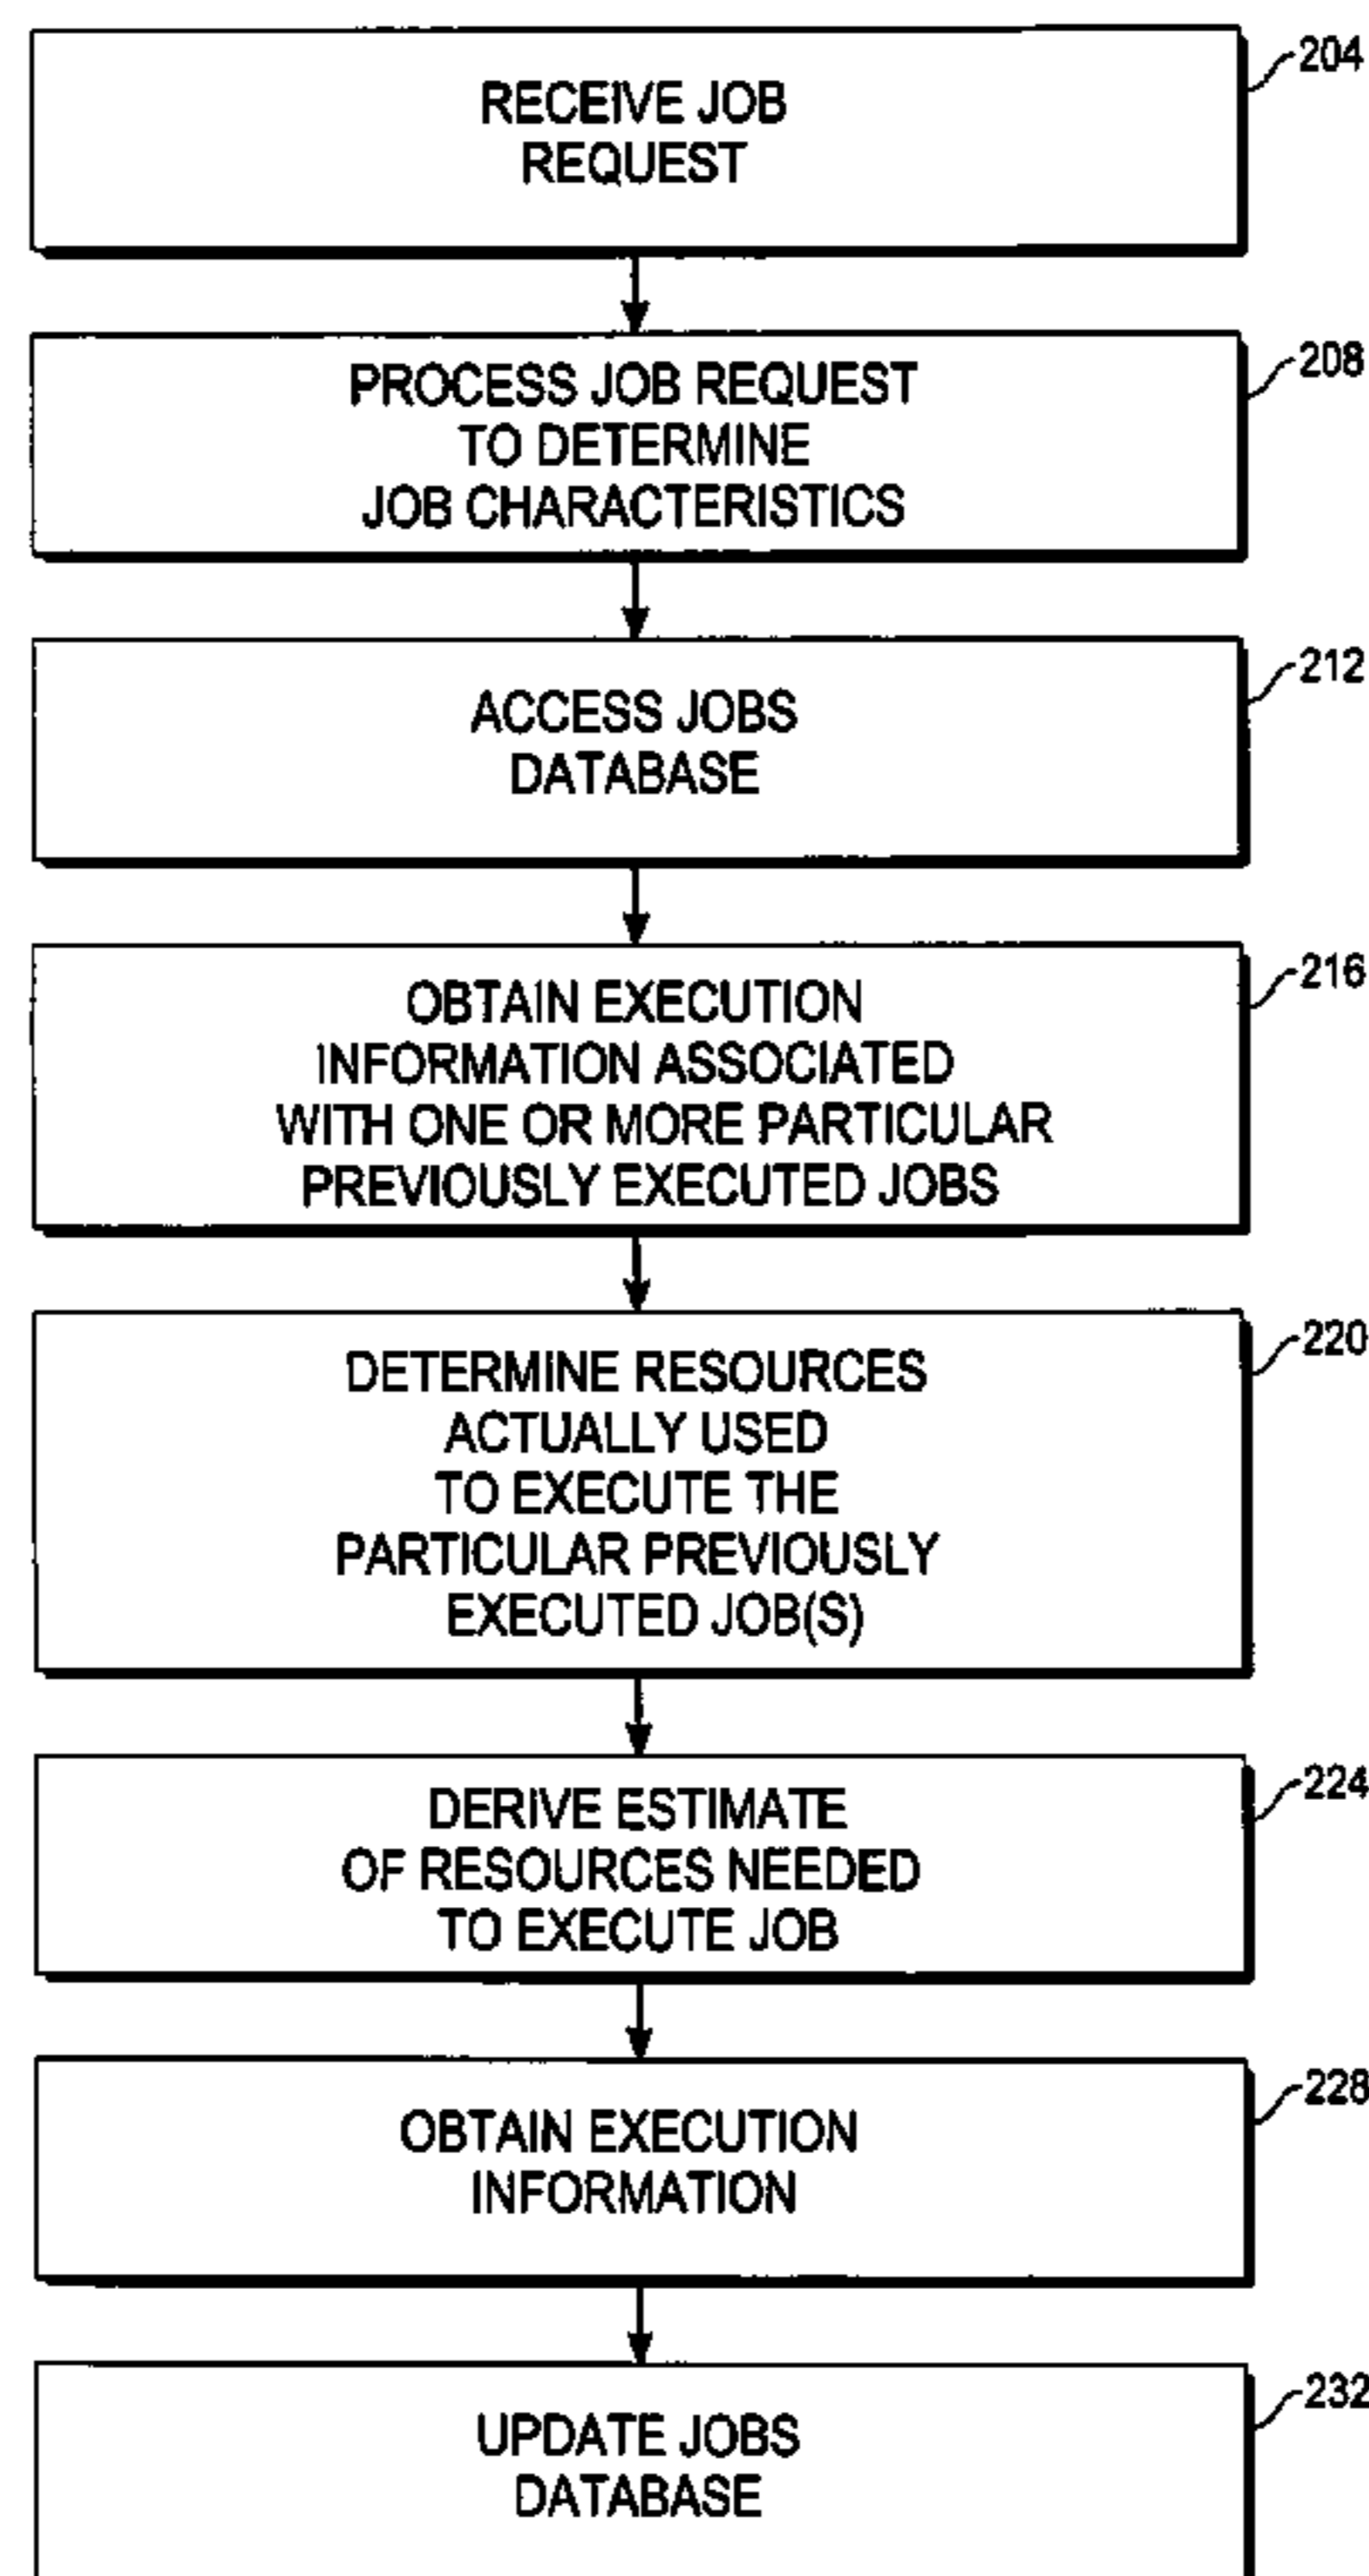 204
RECEIVE JOB
REQUEST
208
PROCESS JOB REQUEST
TO DETERMINE
JOB CHARACTERISTICS
212
ACCESS JOBS
DATABASE
216
OBTAIN EXECUTION
INFORMATION ASSOCIATED
WITH ONE OR MORE PARTICULAR
PREVIOUSLY EXECUTED JOBS
220
DETERMINE RESOURCES
ACTUALLY USED
TO EXECUTE THE
PARTICULAR PREVIOUSLY
EXECUTED JOB(S)
224
DERIVE ESTIMATE
OF RESOURCES NEEDED
TO EXECUTE JOB
228
OBTAIN EXECUTION
INFORMATION
232
UPDATE JOBS
DATABASE